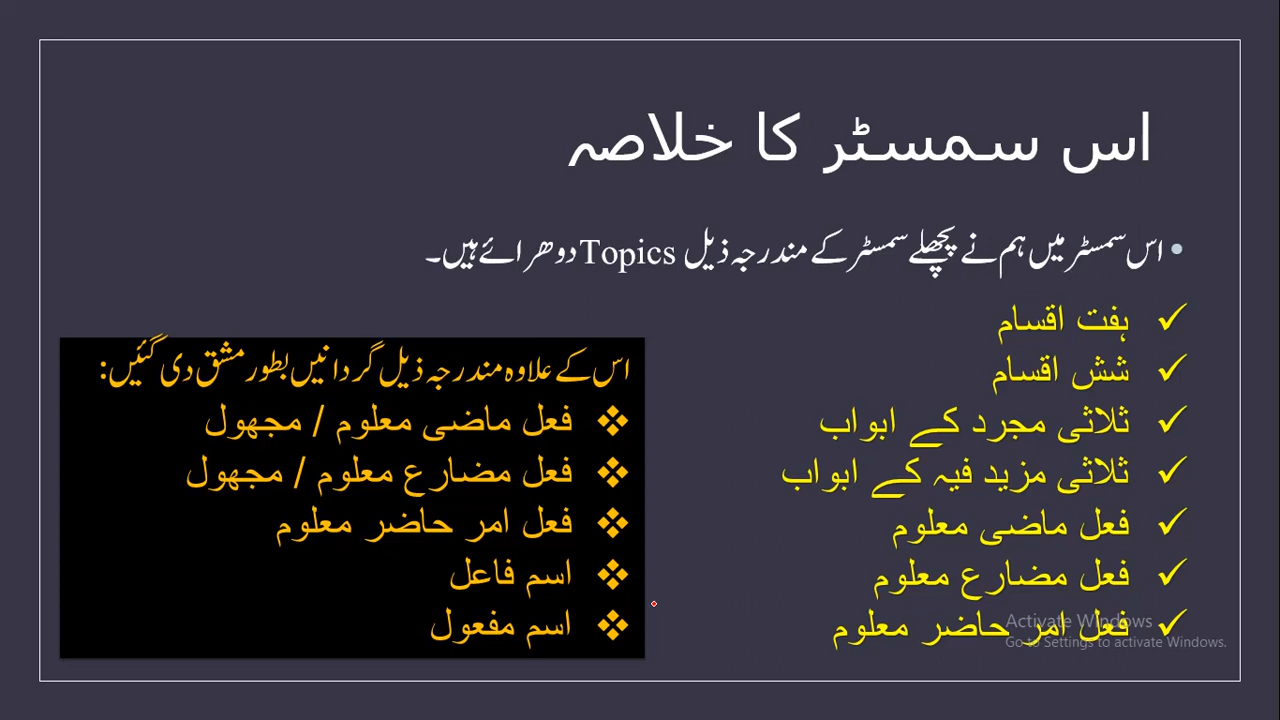 اس سمسٹر کا خلاصہ
• اس سمسٹر میں ہم نے پچھلے سمسٹر کے مندرجہ ذیل Topics دوھرائے ہیں۔
✓ ہفت اقسام
✓ شش اقسام
✓ ثلاثی مجرد کے ابواب
✓ ثلاثی مزید فیہ کے ابواب
✓ فعل ماضی معلوم
✓ فعل مضارع معلوم
✓ فعل امر حاضر معلوم
اس کے علاوہ مندرجہ ذیل گردانیں بطور مشق دی گئیں:
❖ فعل ماضی معلوم / مجھول
❖ فعل مضارع معلوم / مجھول
❖ فعل امر حاضر معلوم
❖ اسم فاعل
❖ اسم مفعول
Activate Windows
Go to Settings to activate Windows.